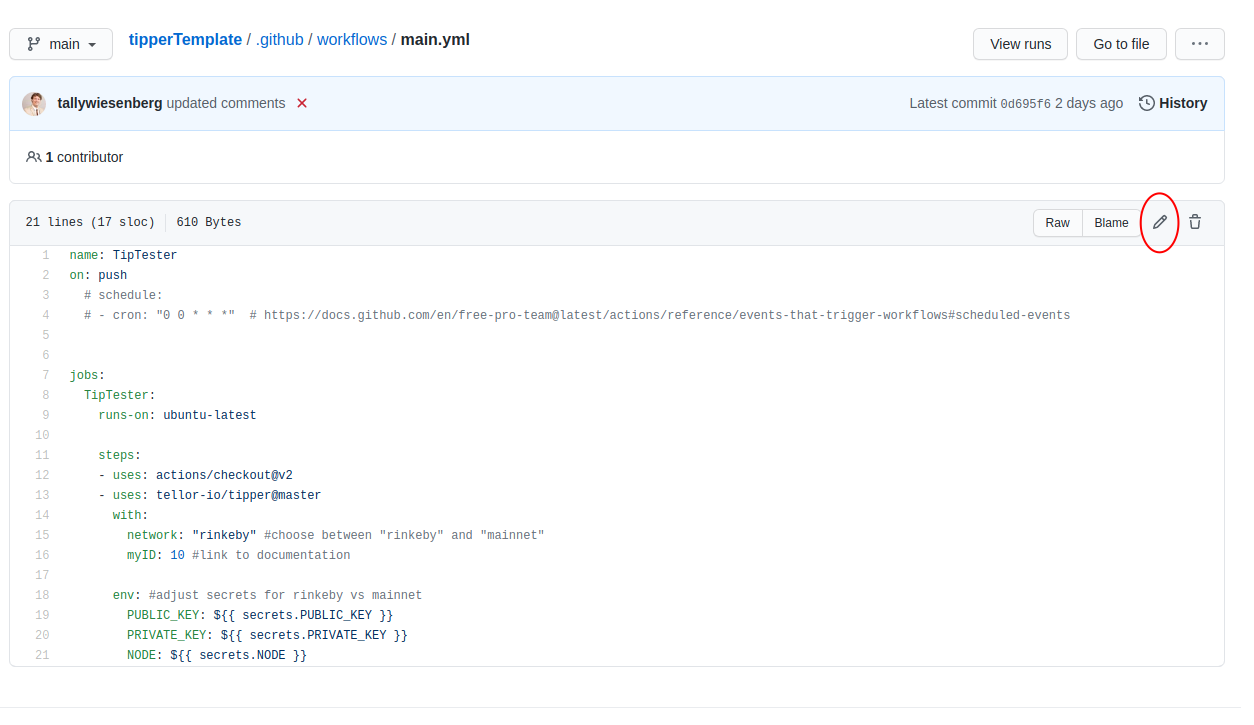 main
tipperTemplate / .github / workflows / main.yml
View runs
Go to file
tallywiesenberg updated comments
Latest commit 0d695f6 2 days ago
History
1 contributor
21 lines (17 sloc)
610 Bytes
Raw
Blame
1 name: TipTester
2 on: push
3 # schedule:
4 # - cron: "0 0 * * *"  # https://docs.github.com/en/free-pro-team@latest/actions/reference/events-that-trigger-workflows#scheduled-events
5
6
7 jobs:
8 TipTester:
9 runs-on: ubuntu-latest
10
11 steps:
12 - uses: actions/checkout@v2
13 - uses: tellor-io/tipper@master
14 with:
15 network: "rinkeby" #choose between "rinkeby" and "mainnet"
16 myID: 10 #link to documentation
17
18 env: #adjust secrets for rinkeby vs mainnet
19 PUBLIC_KEY: ${{ secrets.PUBLIC_KEY }}
20 PRIVATE_KEY: ${{ secrets.PRIVATE_KEY }}
21 NODE: ${{ secrets.NODE }}